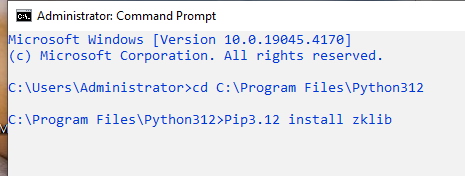 Administrator: Command Prompt
Microsoft Windows [Version 10.0.19045.4170]
(c) Microsoft Corporation. All rights reserved.
C:\Users\Administrator>cd C:\Program Files\Python312
C:\Program Files\Python312>Pip3.12 install zklib